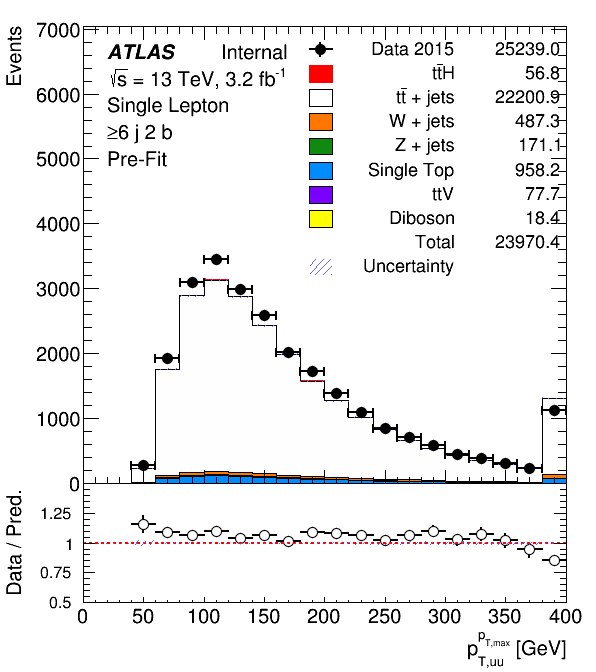 Events
7000
6000
5000
4000
3000
2000
1000
0
ATLAS Internal
√s = 13 TeV, 3.2 fb⁻¹
Single Lepton
≥6 j 2 b
Pre-Fit
Data 2015 25239.0
tt̄H 56.8
tt̄ + jets 22200.9
W + jets 487.3
Z + jets 171.1
Single Top 958.2
ttV 77.7
Diboson 18.4
Total 23970.4
Uncertainty
Data / Pred.
1.25
1
0.75
0.5
0 50 100 150 200 250 300 350 400
p_{T,uu}^{p_{T,max}} [GeV]